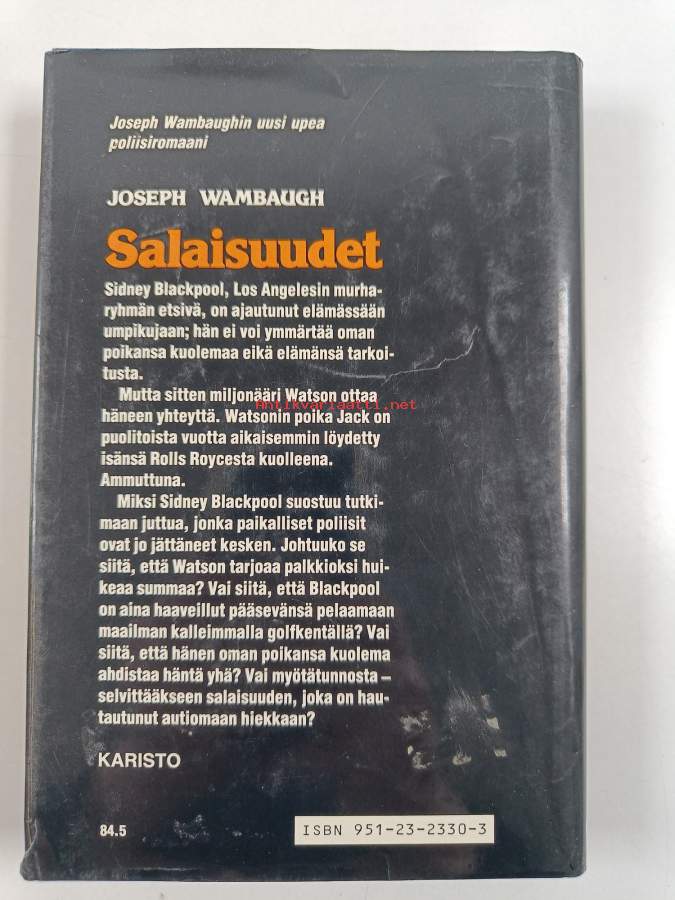 Joseph Wambaughin uusi upea
poliisiromaani
JOSEPH WAMBAUGH
Salaisuudet
Sidney Blackpool, Los Angelesin murha-
ryhmän etsivä, on ajautunut elämässään
umpikujaan; hän ei voi ymmärtää oman
poikansa kuolemaa eikä elämänsä tarkoi-
tusta.
Mutta sitten miljonääri Watson ottaa
häneen yhteyttä. Watsonin poika Jack on
Antikvariaatti.net
puolitoista vuotta aikaisemmin löydetty
isänsä Rolls Roycesta kuolleena.
Ammuttuna.
Miksi Sidney Blackpool suostuu tutki-
maan juttua, jonka paikalliset poliisit
ovat jo jättäneet kesken. Johtuuko se
siitä, että Watson tarjoaa palkkioksi hui-
keaa summaa? Vai siitä, että Blackpool
on aina haaveillut pääsevänsä pelaamaan
maailman kalleimmalla golfkentällä? Vai
siitä, että hänen oman poikansa kuolema
ahdistaa häntä yhä? Vai myötätunnosta –
selvittääkseen salaisuuden, joka on hau-
tautunut autiomaan hiekkaan?
KARISTO
84.5
ISBN 951-23-2330-3